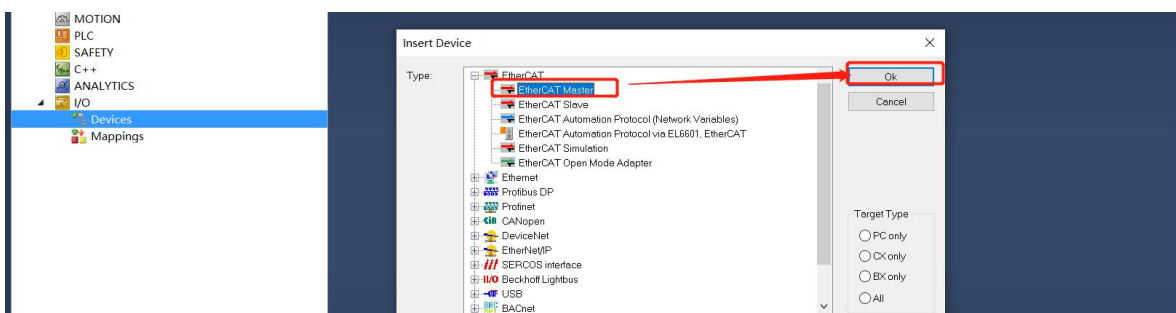 MOTION
PLC
SAFETY
C++
ANALYTICS
I/O
Devices
Mappings
Insert Device
Type:
EtherCAT
EtherCAT Master
EtherCAT Slave
EtherCAT Automation Protocol (Network Variables)
EtherCAT Automation Protocol via EL6601, EtherCAT
EtherCAT Simulation
EtherCAT Open Mode Adapter
Ethernet
Profibus DP
Profinet
CANopen
DeviceNet
EtherNet/IP
SERCOS interface
Beckhoff Lightbus
USB
BACnet
Ok
Cancel
Target Type
PC only
CX only
BX only
All